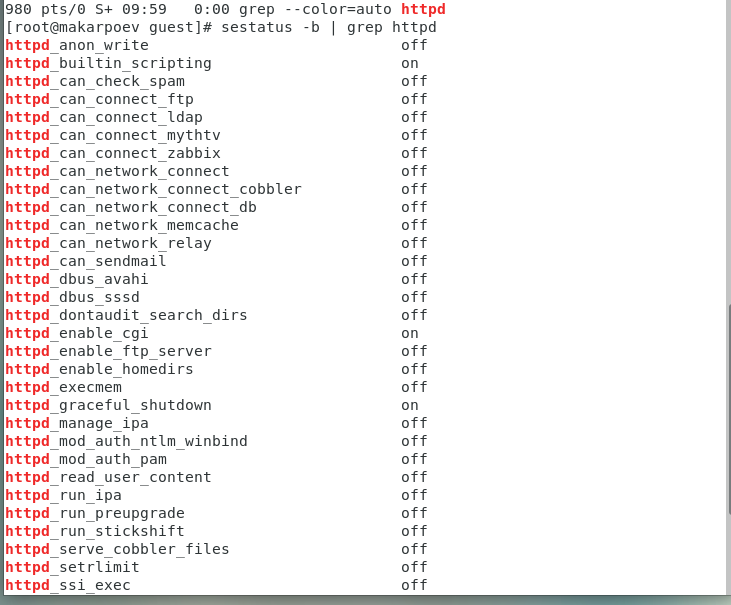 980 pts/0 S+ 09:59   0:00 grep --color=auto httpd
[root@makarpoev guest]# sestatus -b | grep httpd
httpd_anon_write                            off
httpd_builtin_scripting                     on
httpd_can_check_spam                        off
httpd_can_connect_ftp                       off
httpd_can_connect_ldap                      off
httpd_can_connect_mythtv                    off
httpd_can_connect_zabbix                    off
httpd_can_network_connect                   off
httpd_can_network_connect_cobbler           off
httpd_can_network_connect_db                off
httpd_can_network_memcache                  off
httpd_can_network_relay                     off
httpd_can_sendmail                          off
httpd_dbus_avahi                            off
httpd_dbus_sssd                             off
httpd_dontaudit_search_dirs                 off
httpd_enable_cgi                            on
httpd_enable_ftp_server                     off
httpd_enable_homedirs                       off
httpd_execmem                               off
httpd_graceful_shutdown                     on
httpd_manage_ipa                            off
httpd_mod_auth_ntlm_winbind                 off
httpd_mod_auth_pam                          off
httpd_read_user_content                     off
httpd_run_ipa                               off
httpd_run_preupgrade                        off
httpd_run_stickshift                        off
httpd_serve_cobbler_files                   off
httpd_setrlimit                             off
httpd_ssi_exec                              off